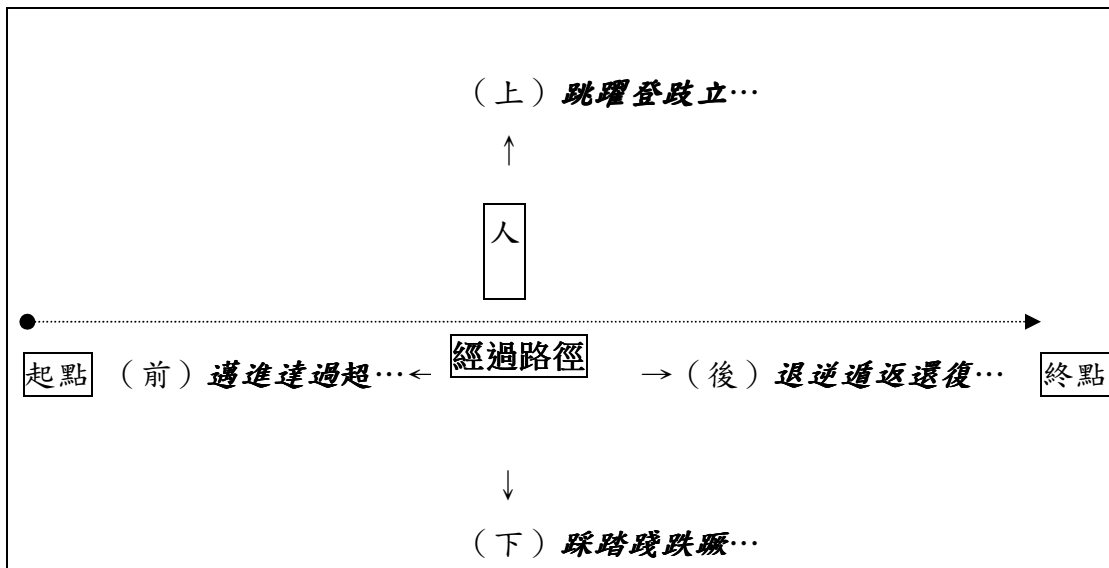 （上）跳躍登跂立…
↑
人
經過路徑
起點 （前）邁進達過超…← →（後）退逆遁返還復… 終點
↓
（下）踩踏踐跌蹶…